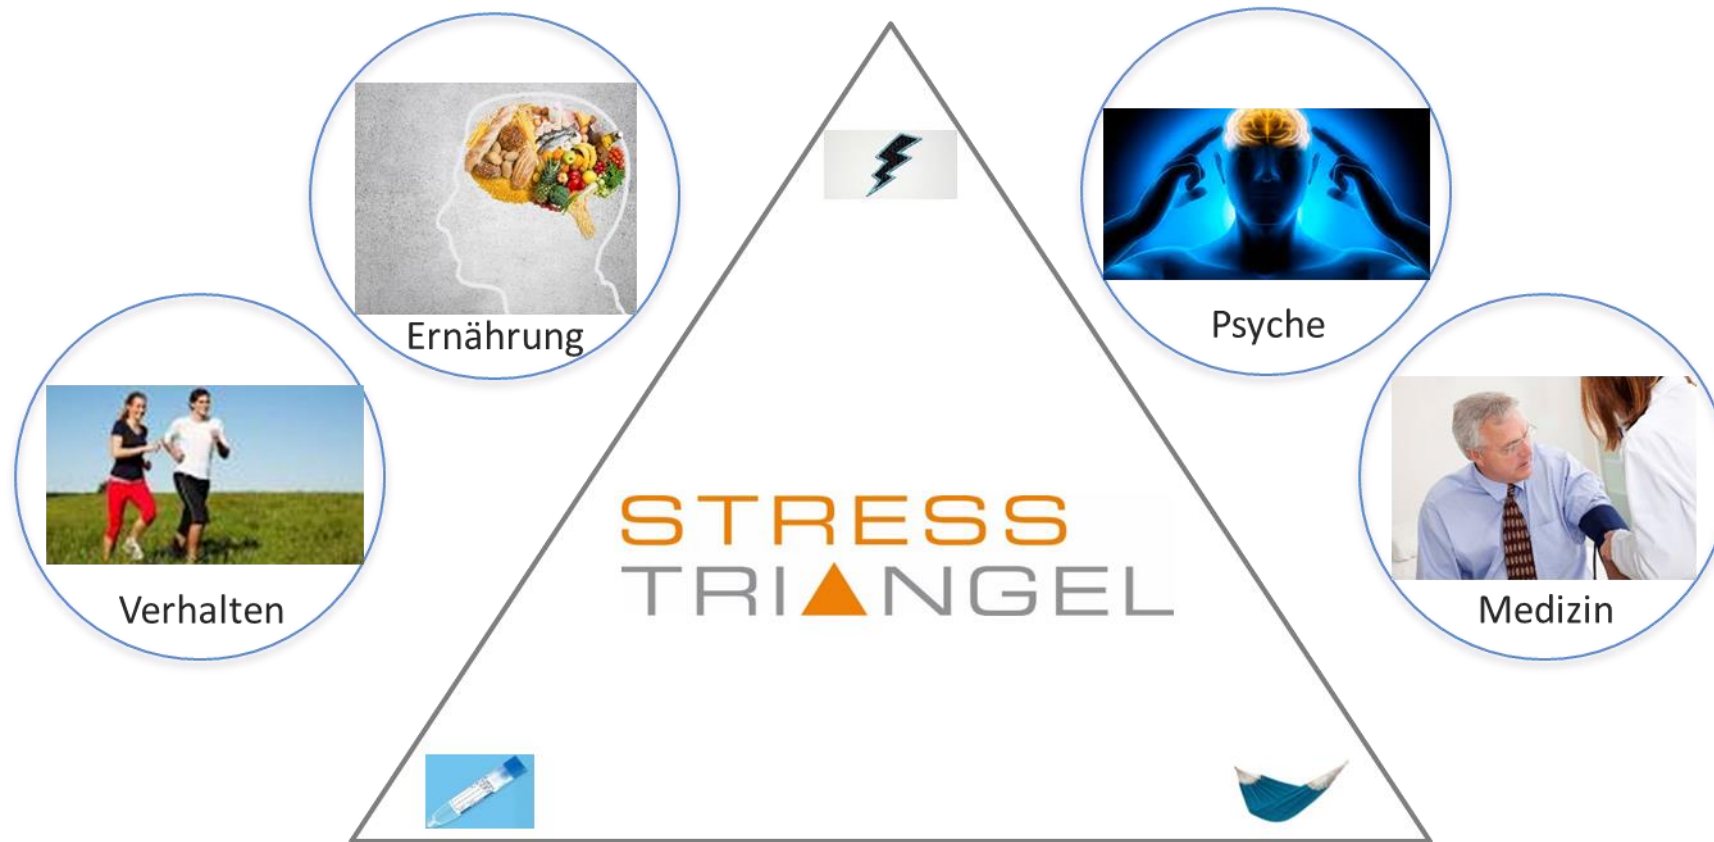 Ernährung
Psyche
Verhalten
Medizin
STRESS
TRIANGEL